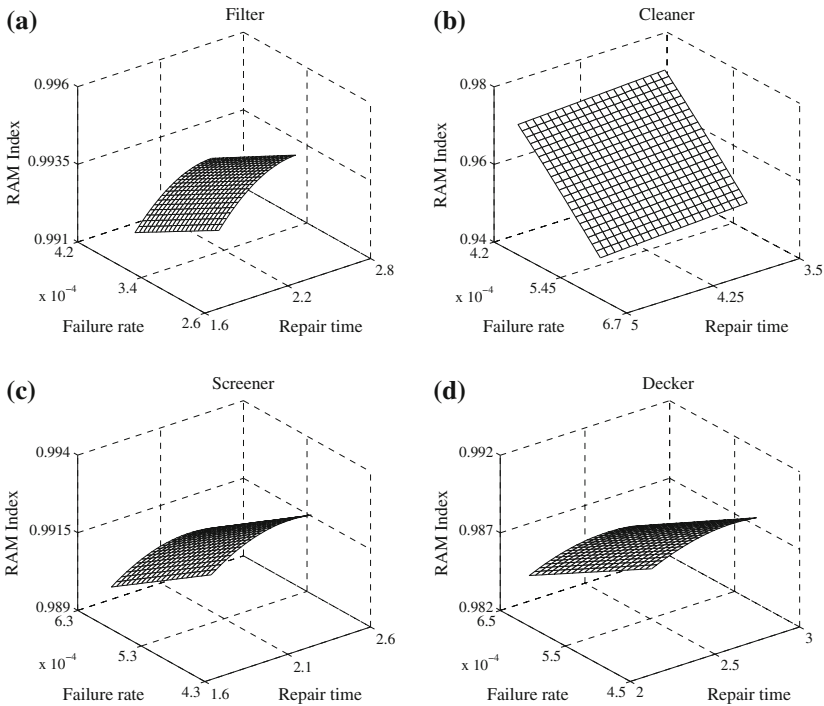 (a)
Filter
0.996
0.9935
0.991
RAM Index
4.2
3.4
2.6
x 10⁻⁴
Failure rate
1.6
2.2
2.8
Repair time
(b)
Cleaner
0.98
0.96
0.94
RAM Index
4.2
5.45
6.7
x 10⁻⁴
Failure rate
5
4.25
3.5
Repair time
(c)
Screener
0.994
0.9915
0.989
RAM Index
6.3
5.3
4.3
x 10⁻⁴
Failure rate
1.6
2.1
2.6
Repair time
(d)
Decker
0.992
0.987
0.982
RAM Index
6.5
5.5
4.5
x 10⁻⁴
Failure rate
2
2.5
3
Repair time